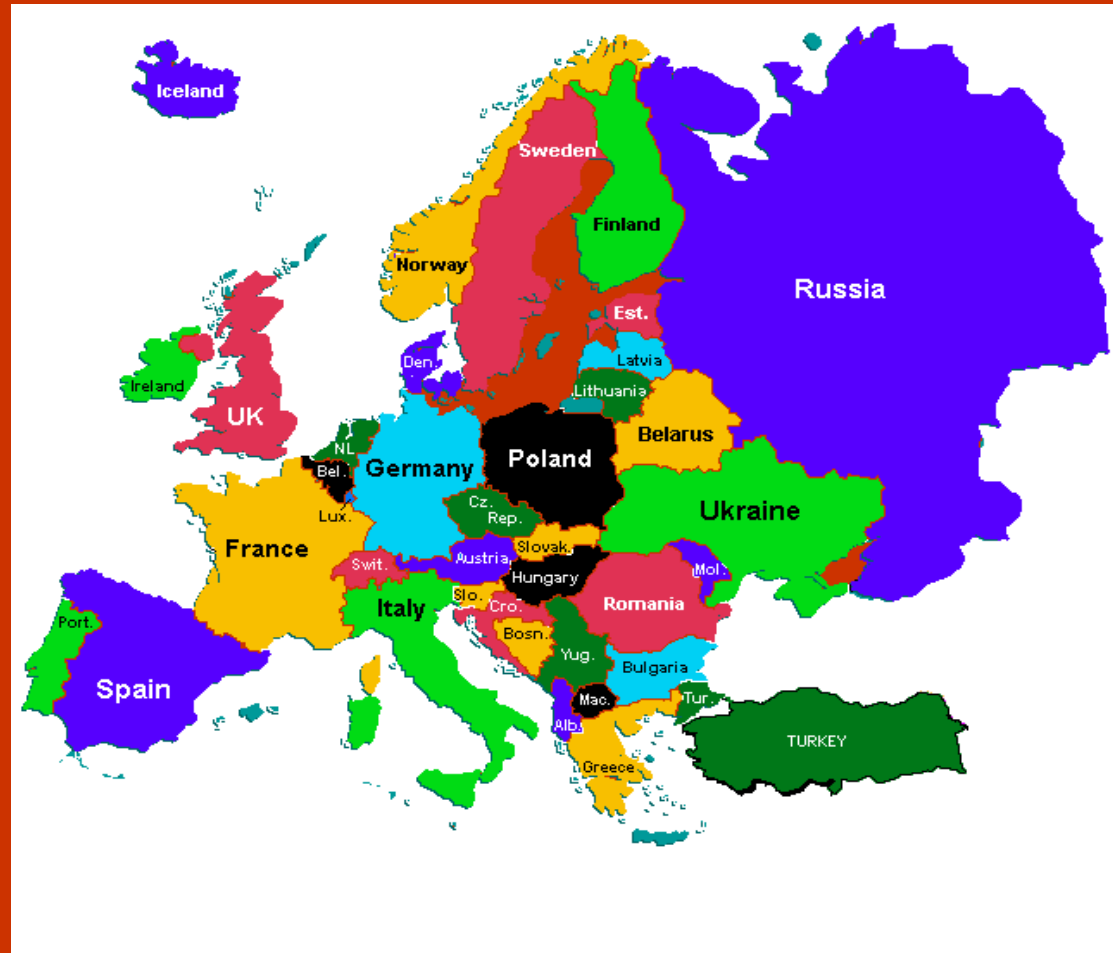 Iceland
Sweden
Finland
Norway
Russia
Est.
Den.
Latvia
Ireland
Lithuania
UK
Belarus
NL
Poland
Bel.
Germany
Cz.
Rep.
Lux.
Ukraine
France
Slovak.
Austria
Swit.
Mol.
Hungary
Slo.
Italy
Cro.
Romania
Port.
Bosn.
Yug.
Bulgaria
Spain
Mac.
Tur.
Alb.
TURKEY
Greece